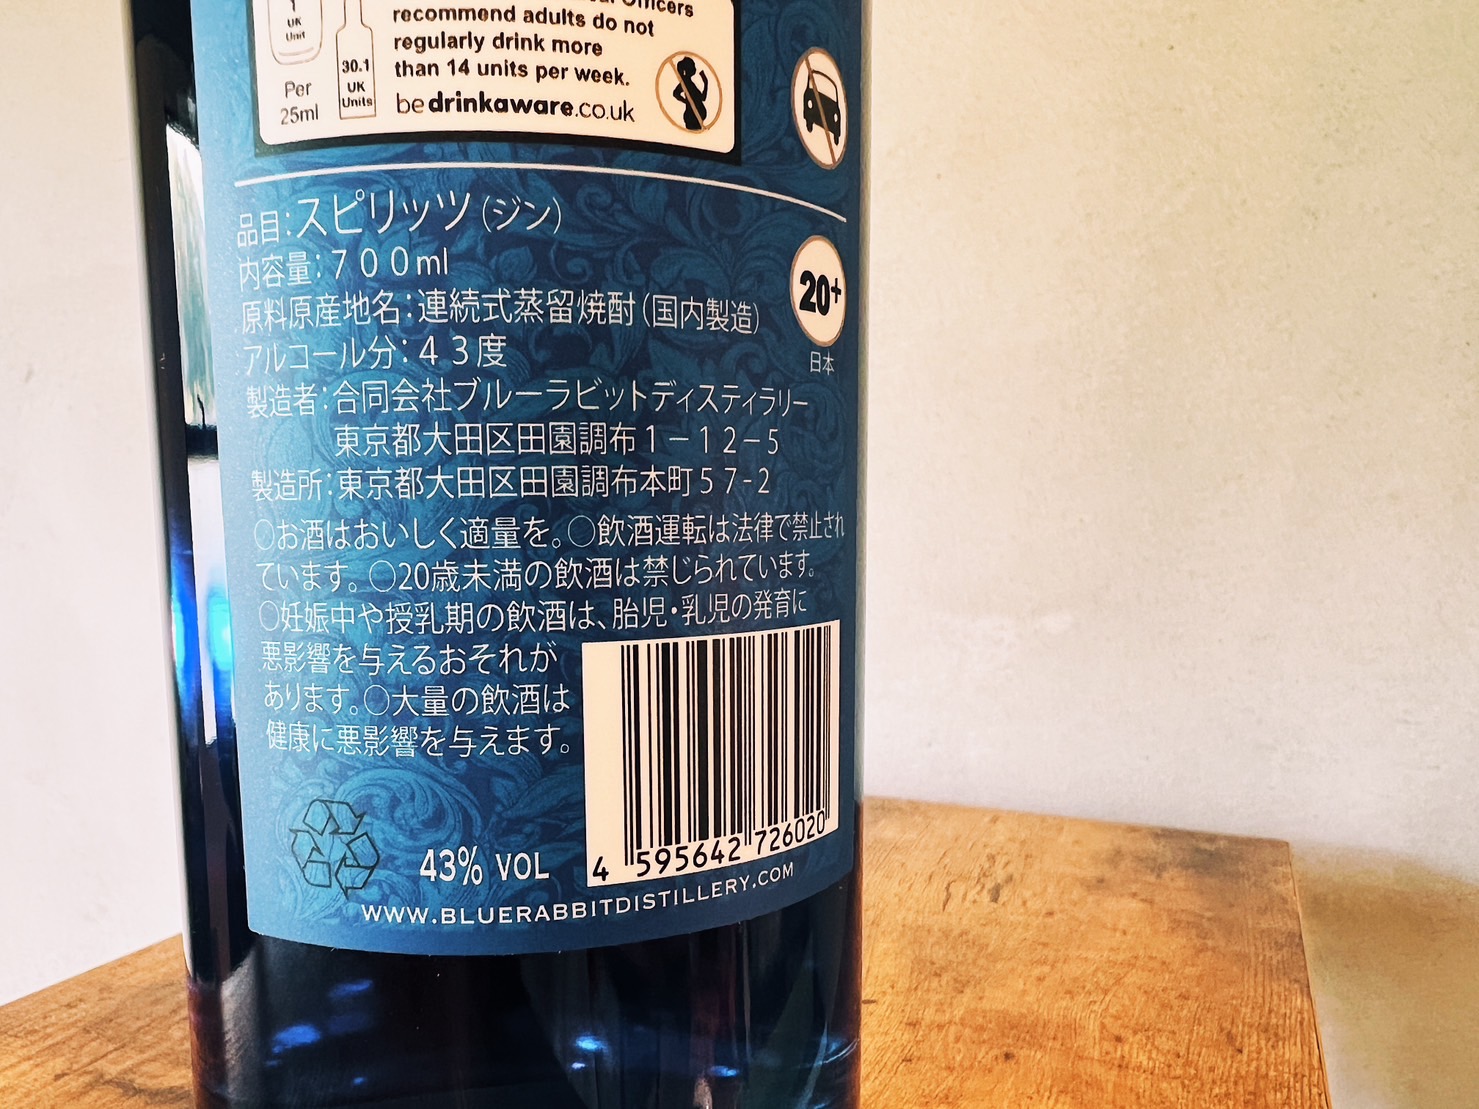 1
UK
Unit
Per
25ml
30.1
UK
Units
Officers
recommend adults do not
regularly drink more
than 14 units per week.
bedrinkaware.co.uk
品目:スピリッツ(ジン)
内容量:７００ml
原料原産地名:連続式蒸留焼酎(国内製造)
アルコール分:４３度
製造者:合同会社ブルーラビットディスティラリー
東京都大田区田園調布１－１２－５
製造所:東京都大田区田園調布本町５７-２
20+
日本
○お酒はおいしく適量を。○飲酒運転は法律で禁止され
ています。○20歳未満の飲酒は禁じられています。
○妊娠中や授乳期の飲酒は、胎児・乳児の発育に
悪影響を与えるおそれが
あります。○大量の飲酒は
健康に悪影響を与えます。
4 595642 726020
43% VOL
WWW.BLUERABBITDISTILLERY.COM